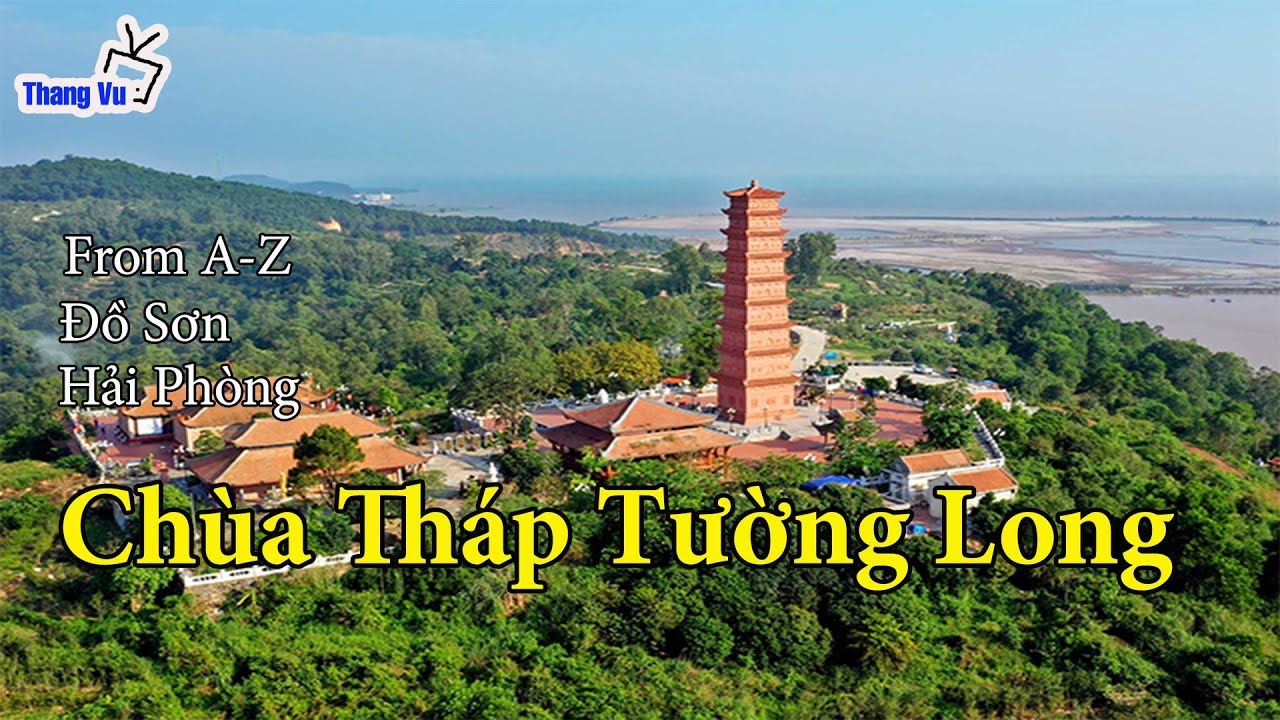 Thang Vu
From A-Z
Đồ Sơn
Hải Phòng
Chùa Tháp Tường Long